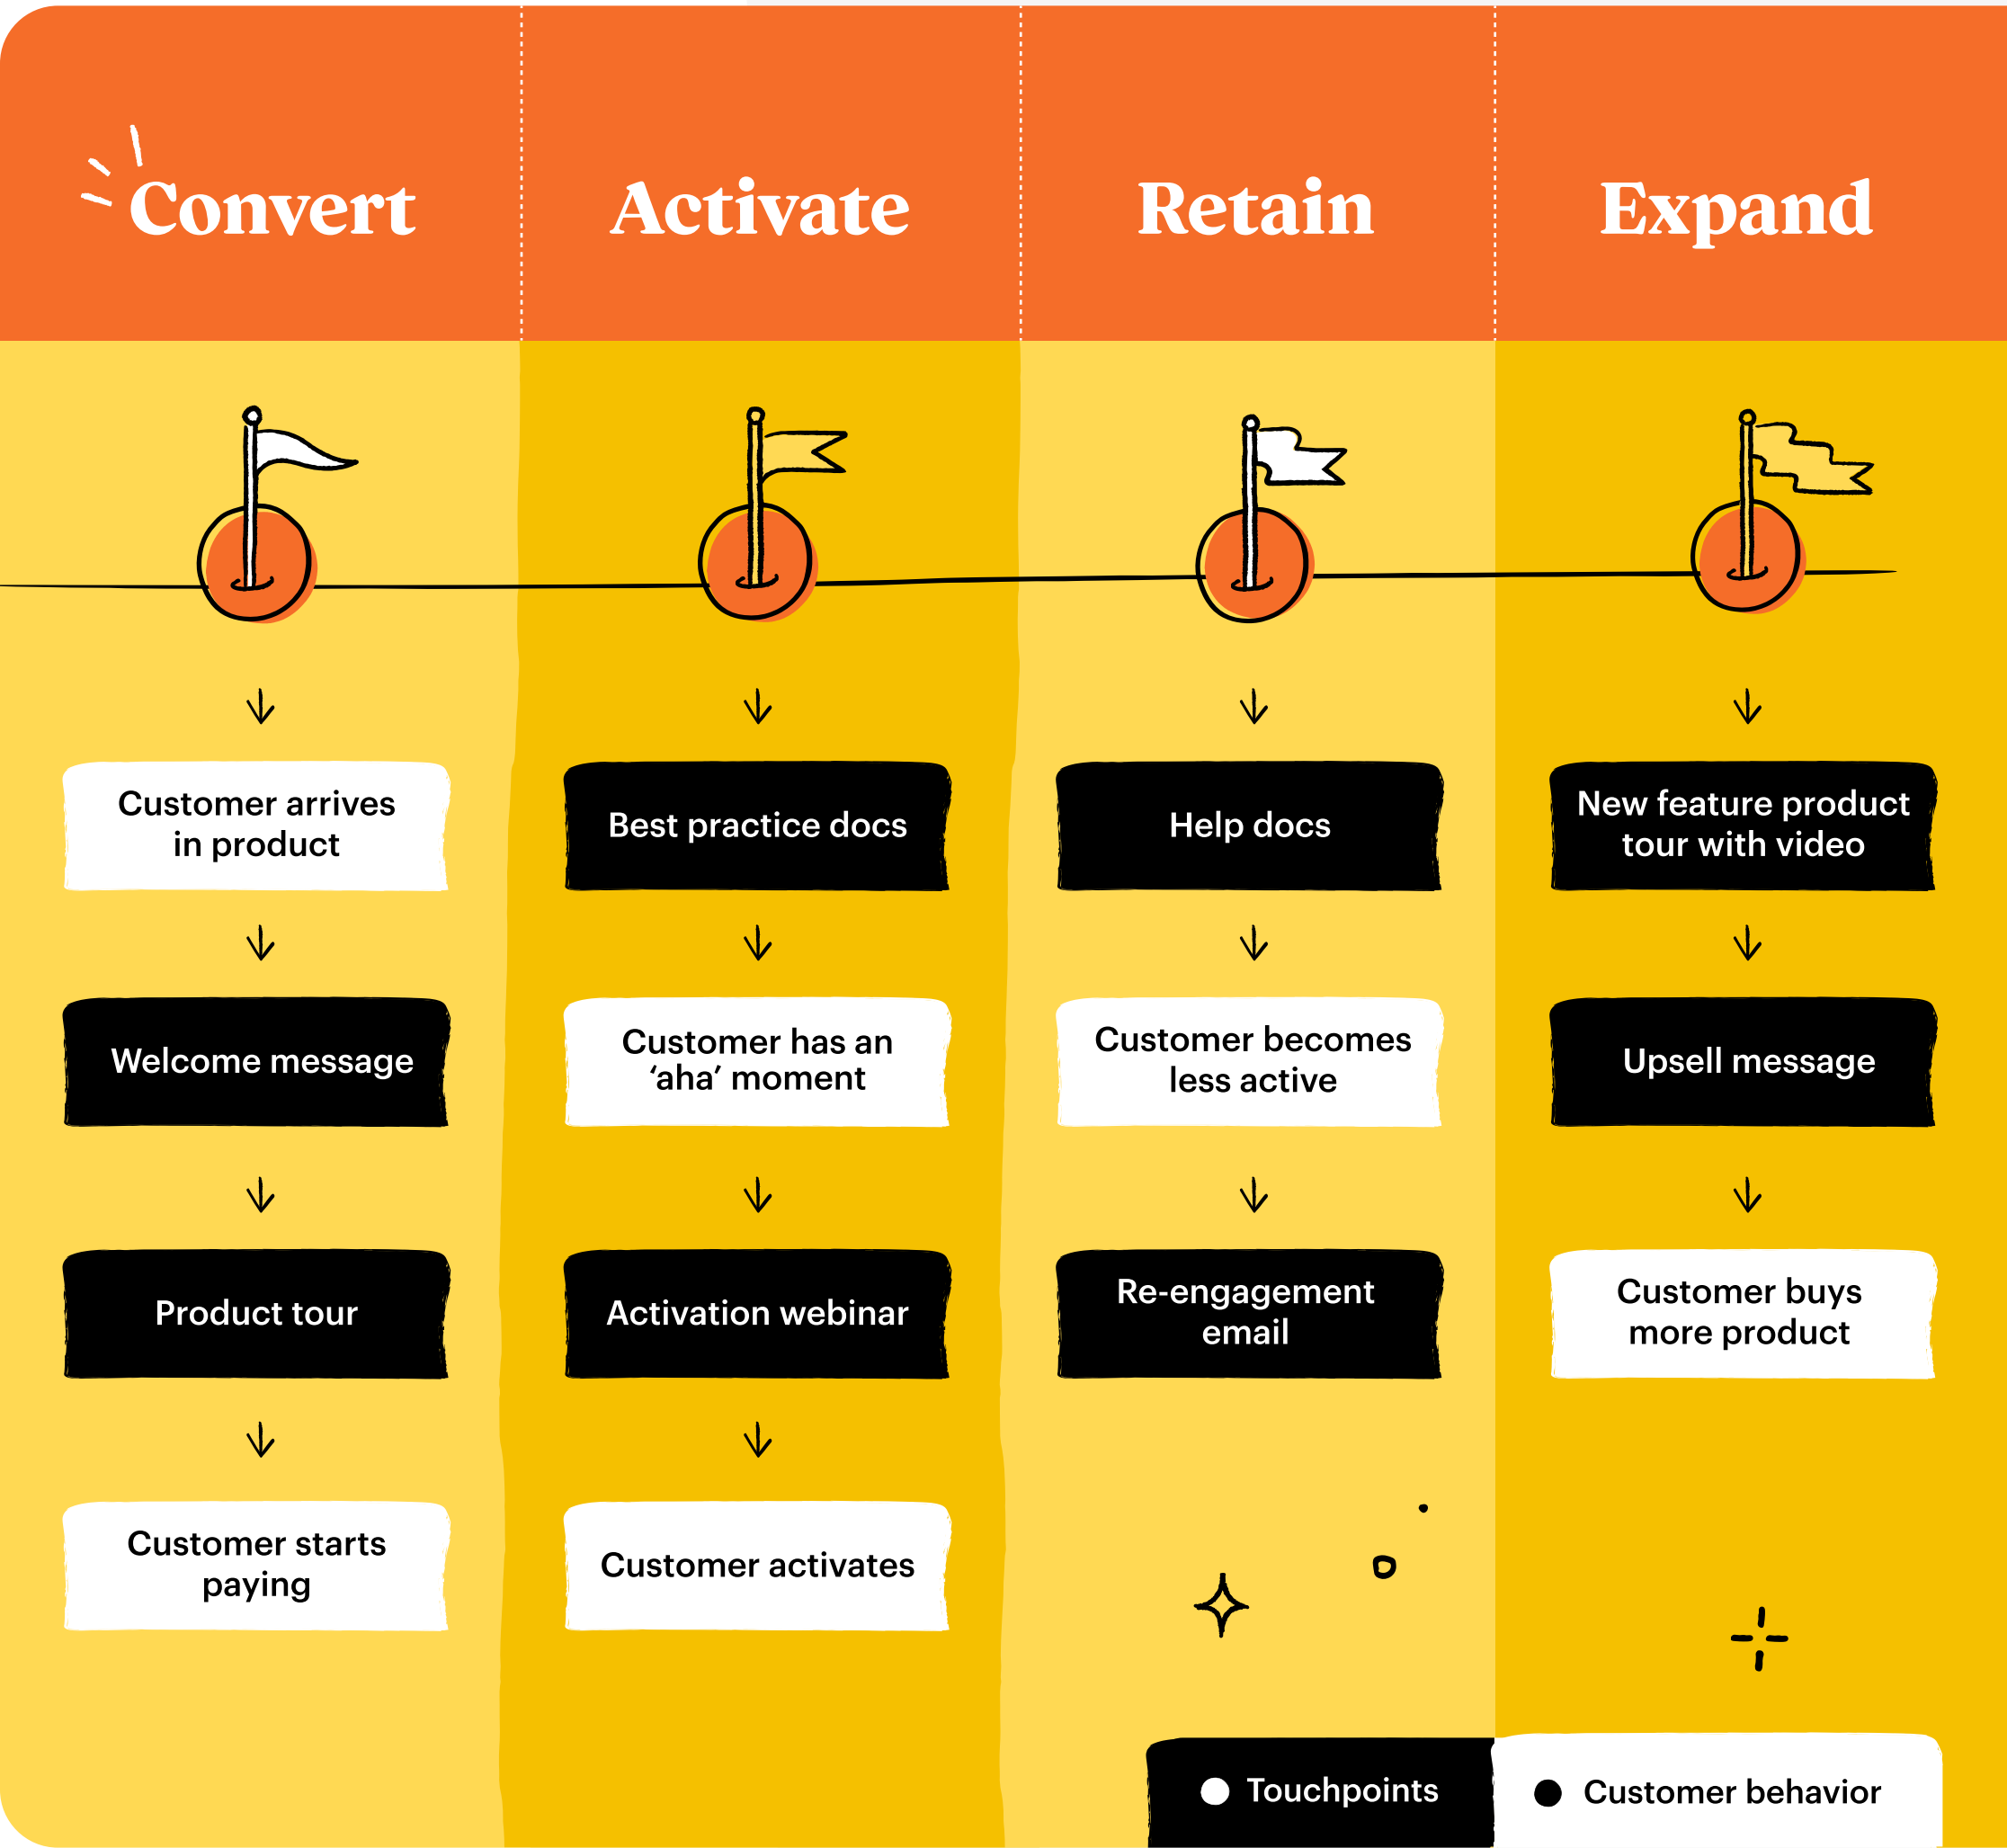 Convert
Activate
Retain
Expand
Customer arrives
in product
Welcome message
Product tour
Customer starts
paying
Best practice docs
Customer has an
‘aha’ moment
Activation webinar
Customer activates
Help docs
Customer becomes
less active
Re-engagement
email
New feature product
tour with video
Upsell message
Customer buys
more product
Touchpoints
Customer behavior